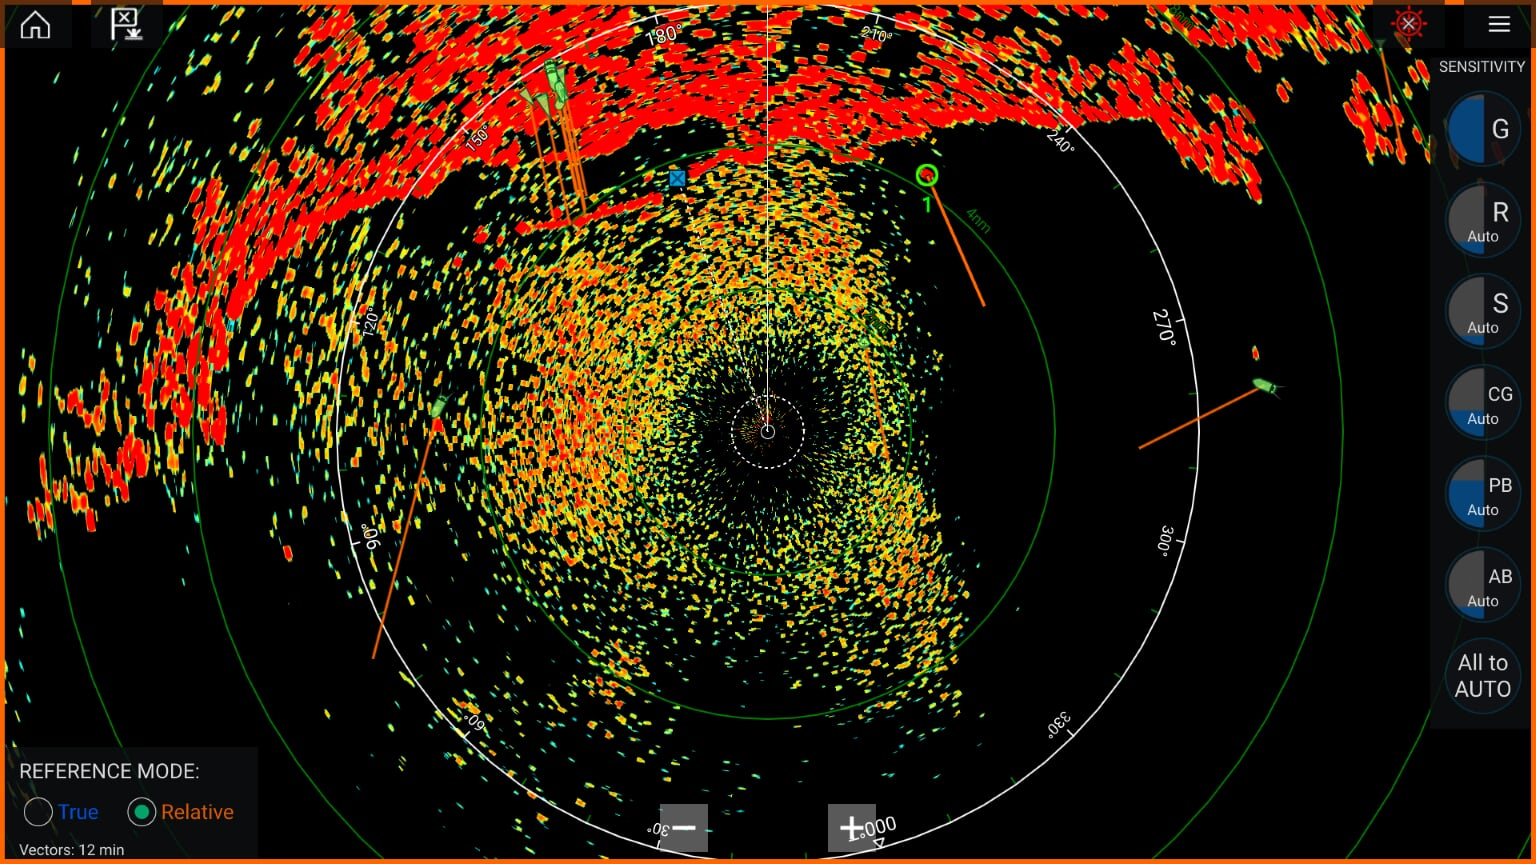 180°
210°
SENSITIVITY
G
150°
240°
R
Auto
1
4nm
S
Auto
120°
270°
CG
Auto
PB
Auto
90°
300°
AB
Auto
All to
AUTO
60°
330°
REFERENCE MODE:
True
Relative
30°
000
Vectors: 12 min